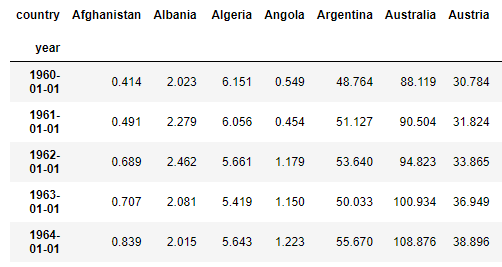 country Afghanistan Albania Algeria Angola Argentina Australia Austria
year
1960-
01-01 0.414 2.023 6.151 0.549 48.764 88.119 30.784
1961-
01-01 0.491 2.279 6.056 0.454 51.127 90.504 31.824
1962-
01-01 0.689 2.462 5.661 1.179 53.640 94.823 33.865
1963-
01-01 0.707 2.081 5.419 1.150 50.033 100.934 36.949
1964-
01-01 0.839 2.015 5.643 1.223 55.670 108.876 38.896